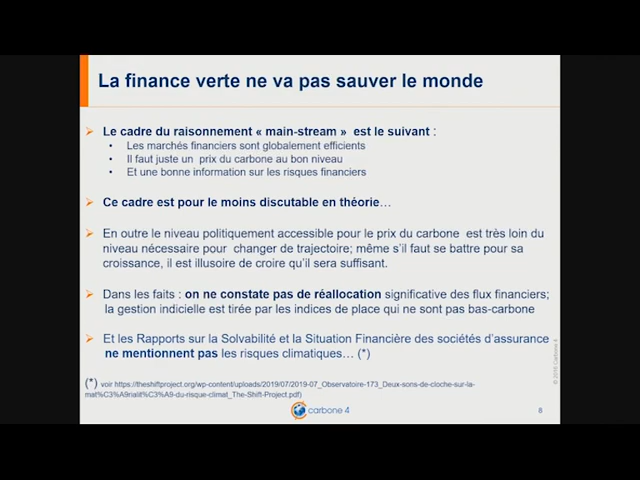 La finance verte ne va pas sauver le monde
➢ Le cadre du raisonnement « main-stream » est le suivant :
• Les marchés financiers sont globalement efficients
• Il faut juste un prix du carbone au bon niveau
• Et une bonne information sur les risques financiers
➢ Ce cadre est pour le moins discutable en théorie…
➢ En outre le niveau politiquement accessible pour le prix du carbone est très loin du
niveau nécessaire pour changer de trajectoire; même s'il faut se battre pour sa
croissance, il est illusoire de croire qu'il sera suffisant.
➢ Dans les faits : on ne constate pas de réallocation significative des flux financiers;
la gestion indicielle est tirée par les indices de place qui ne sont pas bas-carbone
➢ Et les Rapports sur la Solvabilité et la Situation Financière des sociétés d'assurance
ne mentionnent pas les risques climatiques… (*)
(*) voir https://theshiftproject.org/wp-content/uploads/2019/07/2019-07_Observatoire-173_Deux-sons-de-cloche-sur-la-
mat%C3%A9rialit%C3%A9-du-risque-climat_The-Shift-Project.pdf)
carbone 4
8